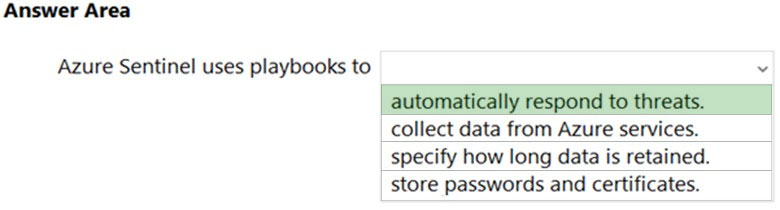 Answer Area
Azure Sentinel uses playbooks to
automatically respond to threats.
collect data from Azure services.
specify how long data is retained.
store passwords and certificates.